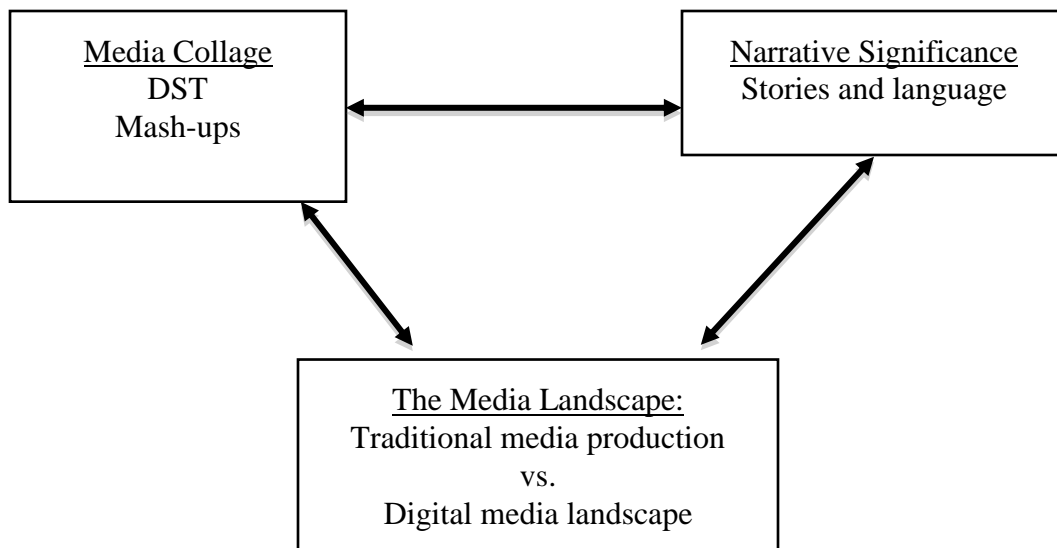 Media Collage
DST
Mash-ups
Narrative Significance
Stories and language
The Media Landscape:
Traditional media production
vs.
Digital media landscape